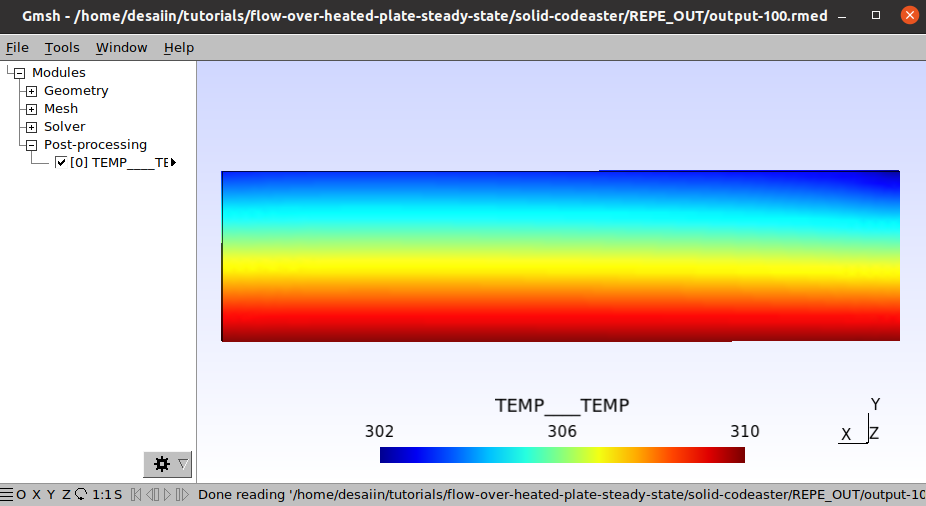 Gmsh - /home/desaiin/tutorials/flow-over-heated-plate-steady-state/solid-codeaster/REPE_OUT/output-100.rmed
File Tools Window Help
Modules
Geometry
Mesh
Solver
Post-processing
[0] TEMP____TE
TEMP____TEMP
302 306 310
Y
X Z
O X Y Z 1:1 S Done reading '/home/desaiin/tutorials/flow-over-heated-plate-steady-state/solid-codeaster/REPE_OUT/output-10